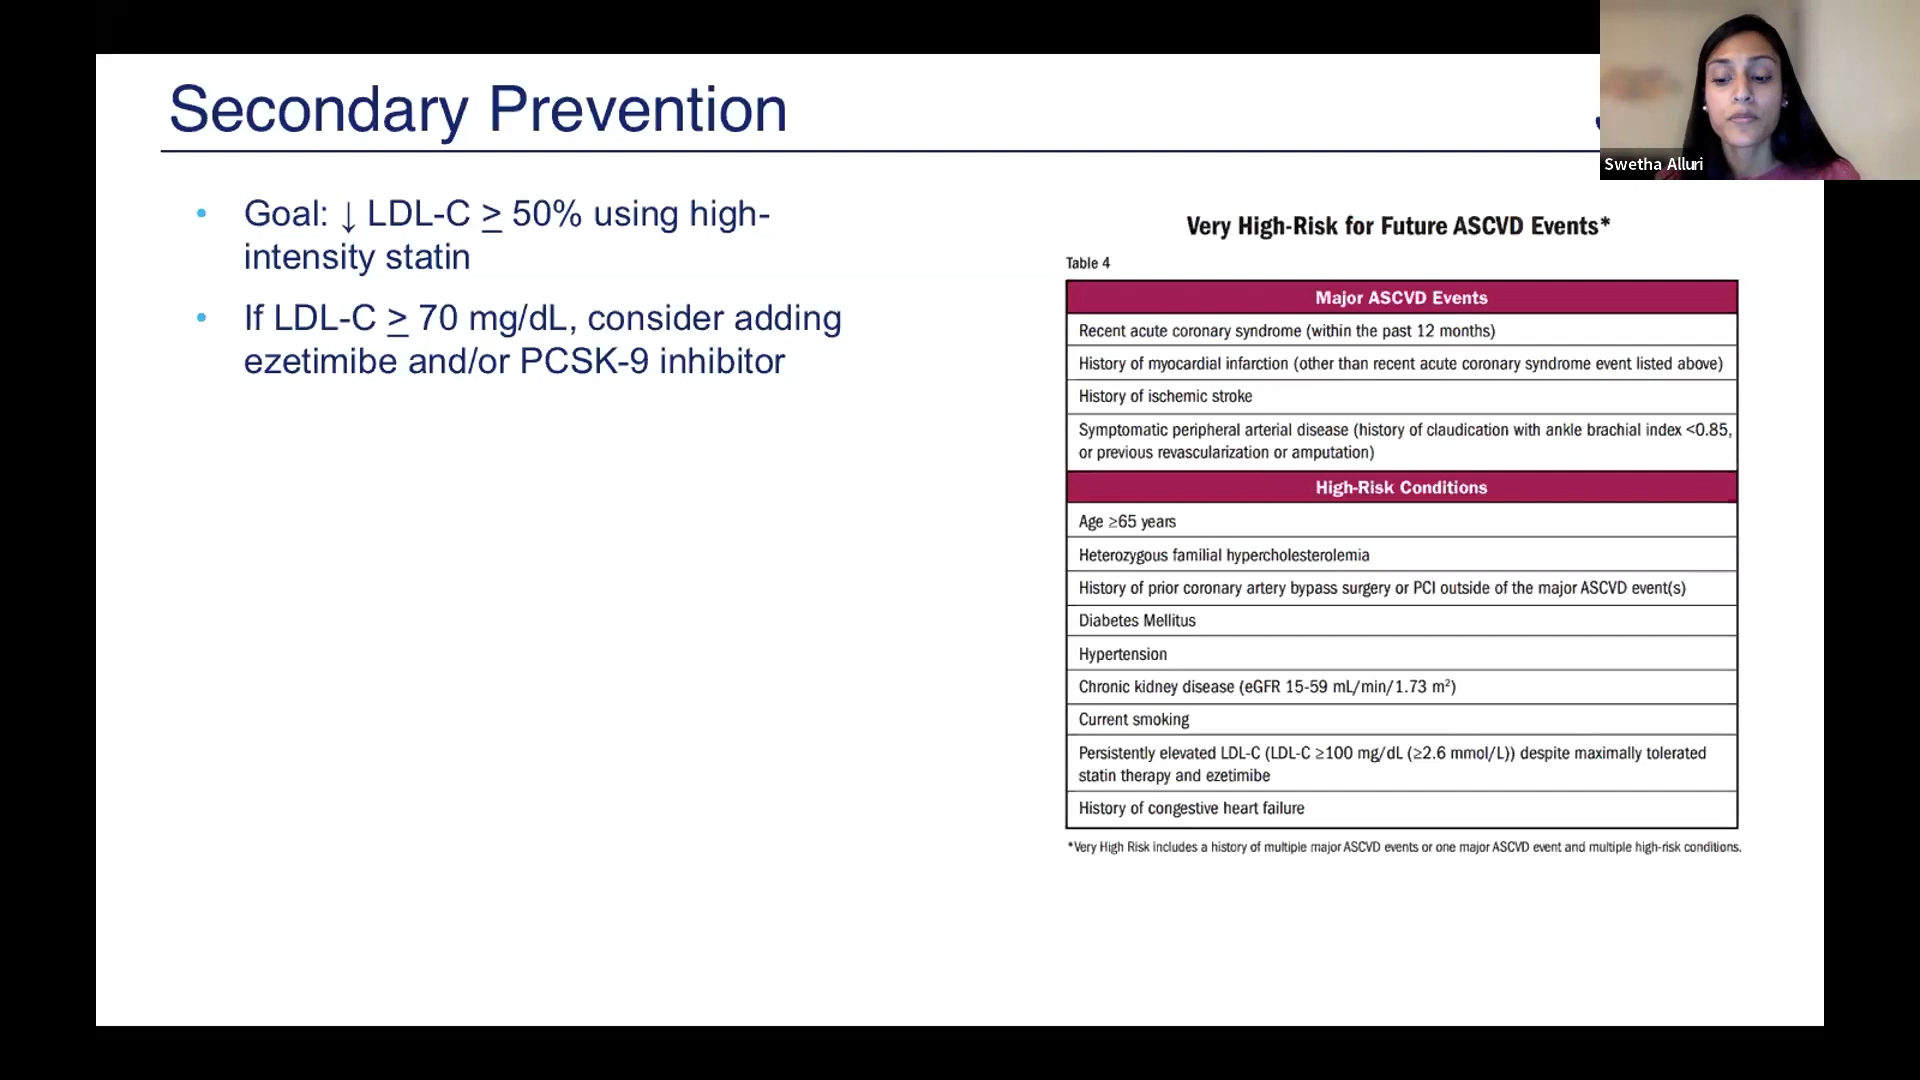 Secondary Prevention
Swetha Alluri
• Goal: ↓ LDL-C ≥ 50% using high-
intensity statin
• If LDL-C ≥ 70 mg/dL, consider adding
ezetimibe and/or PCSK-9 inhibitor
Very High-Risk for Future ASCVD Events*
Table 4
Major ASCVD Events
Recent acute coronary syndrome (within the past 12 months)
History of myocardial infarction (other than recent acute coronary syndrome event listed above)
History of ischemic stroke
Symptomatic peripheral arterial disease (history of claudication with ankle brachial index <0.85,
or previous revascularization or amputation)
High-Risk Conditions
Age ≥65 years
Heterozygous familial hypercholesterolemia
History of prior coronary artery bypass surgery or PCI outside of the major ASCVD event(s)
Diabetes Mellitus
Hypertension
Chronic kidney disease (eGFR 15-59 mL/min/1.73 m²)
Current smoking
Persistently elevated LDL-C (LDL-C ≥100 mg/dL (≥2.6 mmol/L)) despite maximally tolerated
statin therapy and ezetimibe
History of congestive heart failure
*Very High Risk includes a history of multiple major ASCVD events or one major ASCVD event and multiple high-risk conditions.